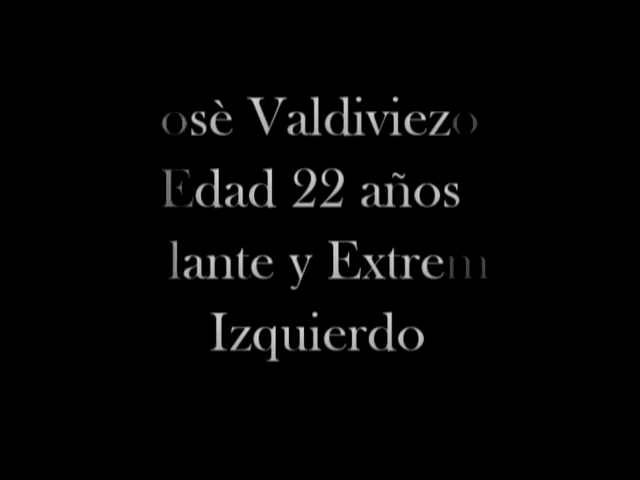 osè Valdiviezo
Edad 22 años
lante y Extrem
Izquierdo